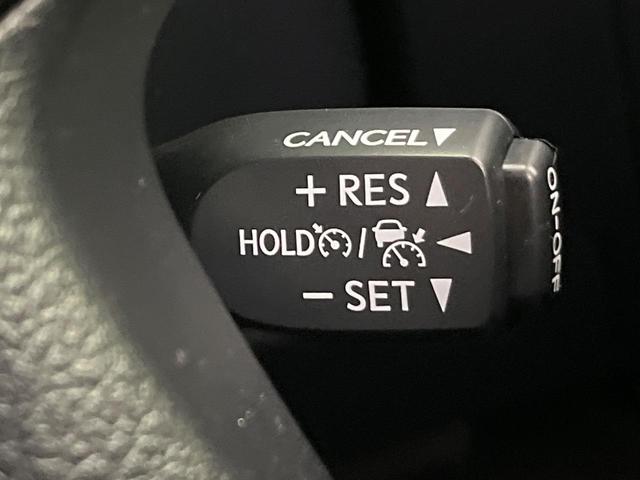 CANCEL▼
+ RES ▲
HOLD / ◀
− SET ▼
ON-OFF